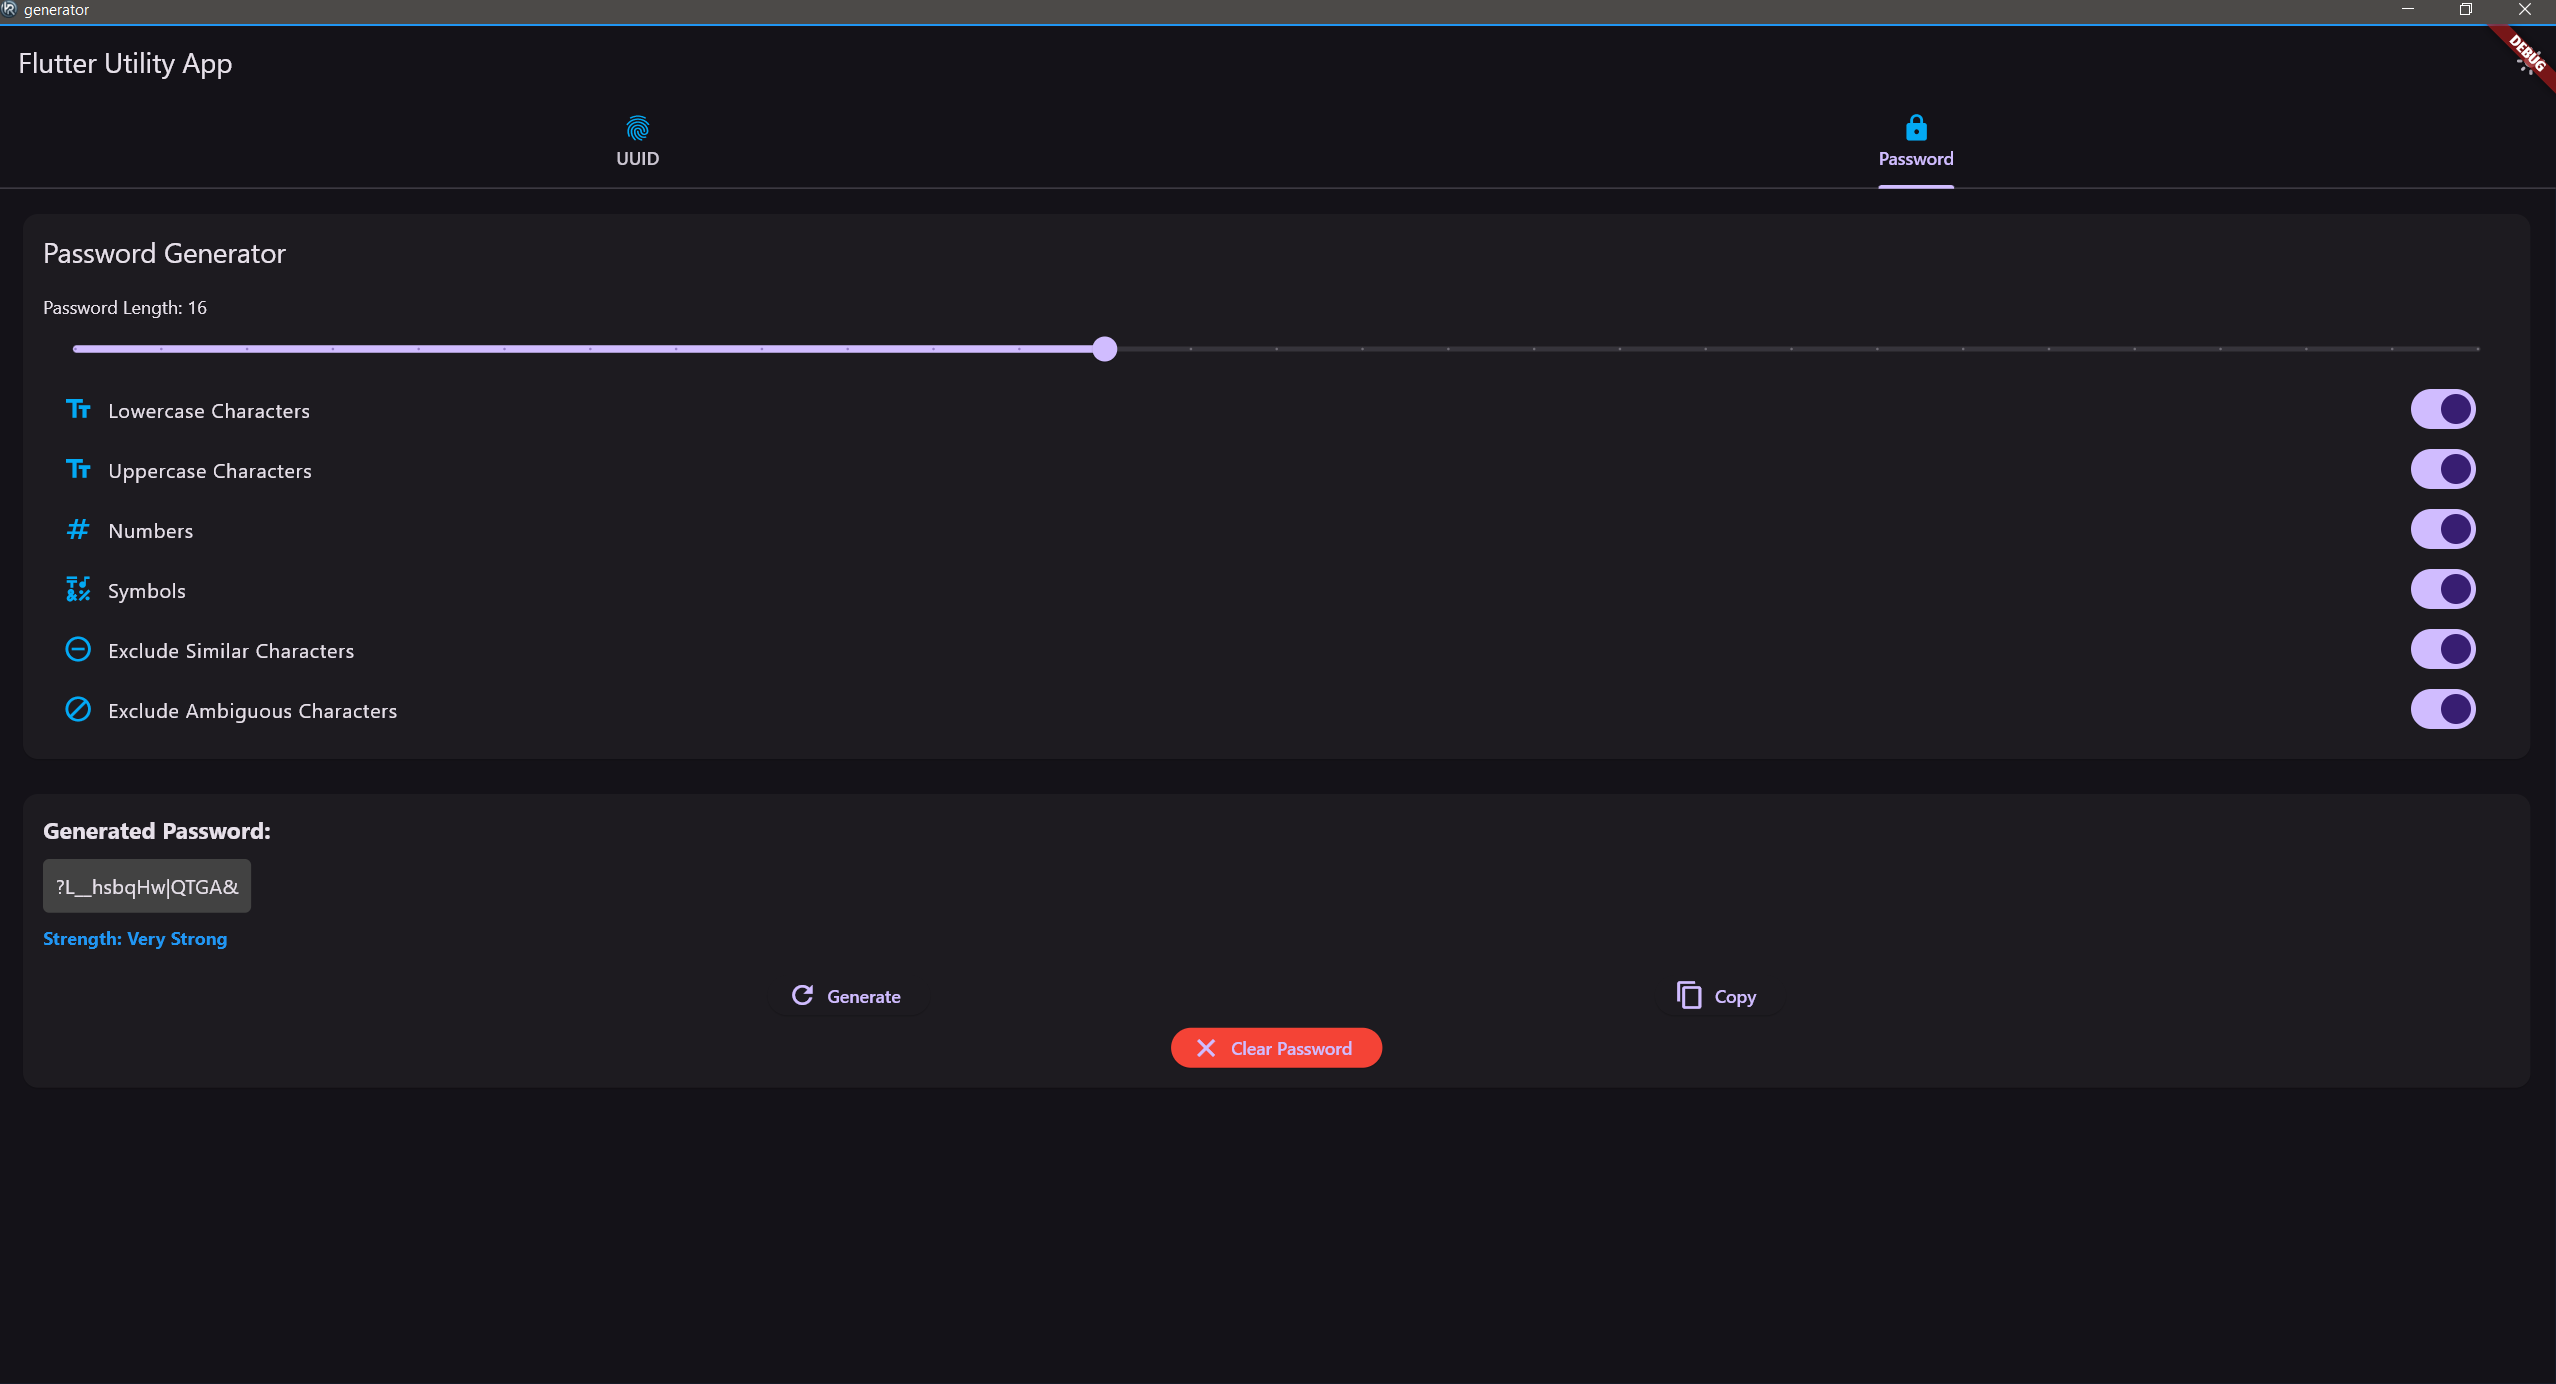 generator
Flutter Utility App
DEBUG
UUID
Password
Password Generator
Password Length: 16
Lowercase Characters
Uppercase Characters
Numbers
Symbols
Exclude Similar Characters
Exclude Ambiguous Characters
Generated Password:
?L__hsbqHw|QTGA&
Strength: Very Strong
Generate
Copy
Clear Password